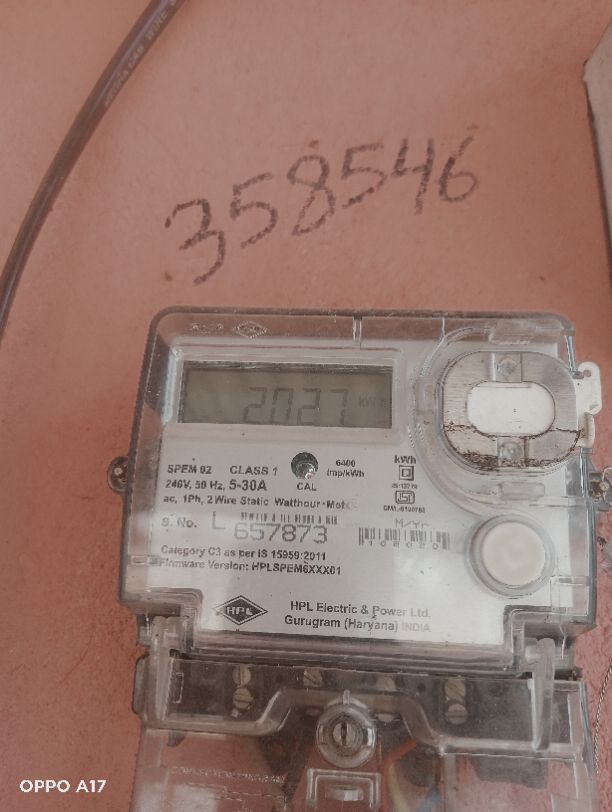 358546
2027 kW
SPEM 02 CLASS 1
6400 imp/kWh
kWh
240V, 50 Hz, 5-30A
CAL
ac, 1Ph, 2 Wire Static Watthour
S. No. L 657873
M/Yr
Category C3 as per IS 15959:2011
Firmware Version: HPLSPEM6XXX01
HPL
HPL Electric & Power Ltd.
Gurugram (Haryana) INDIA
OPPO A17